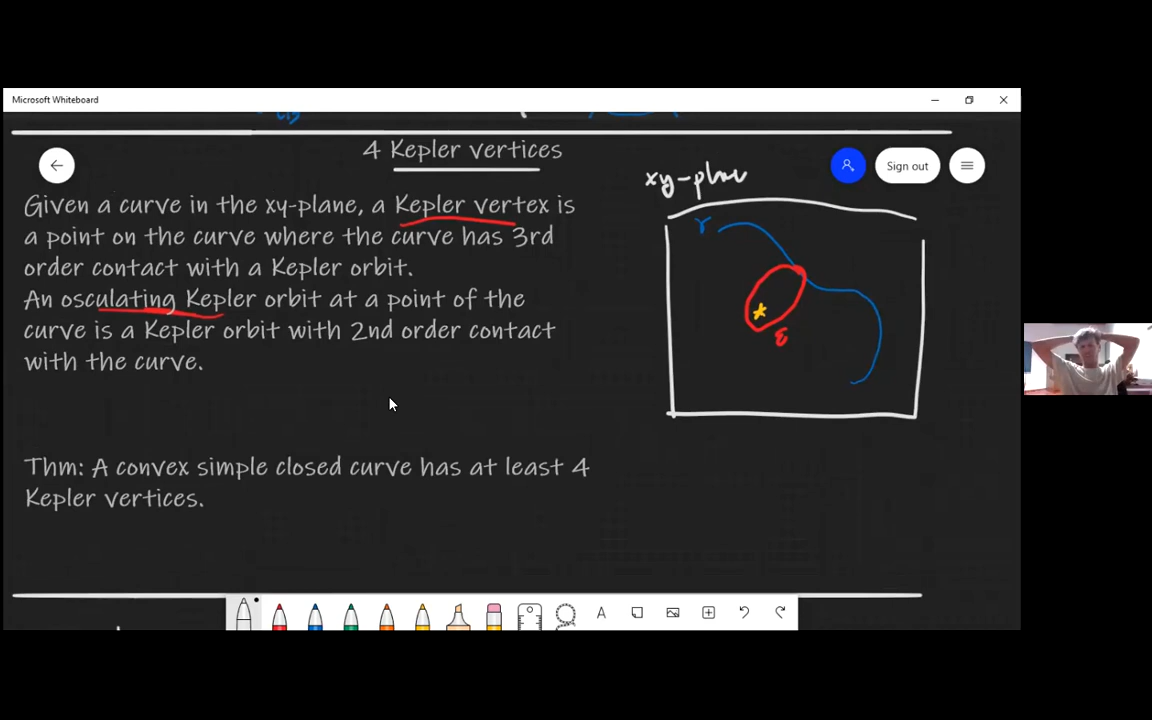 Microsoft Whiteboard
4 Kepler vertices
xy-plane
Sign out
Given a curve in the xy-plane, a Kepler vertex is
a point on the curve where the curve has 3rd
order contact with a Kepler orbit.
An osculating Kepler orbit at a point of the
curve is a Kepler orbit with 2nd order contact
with the curve.
Thm: A convex simple closed curve has at least 4
Kepler vertices.
A